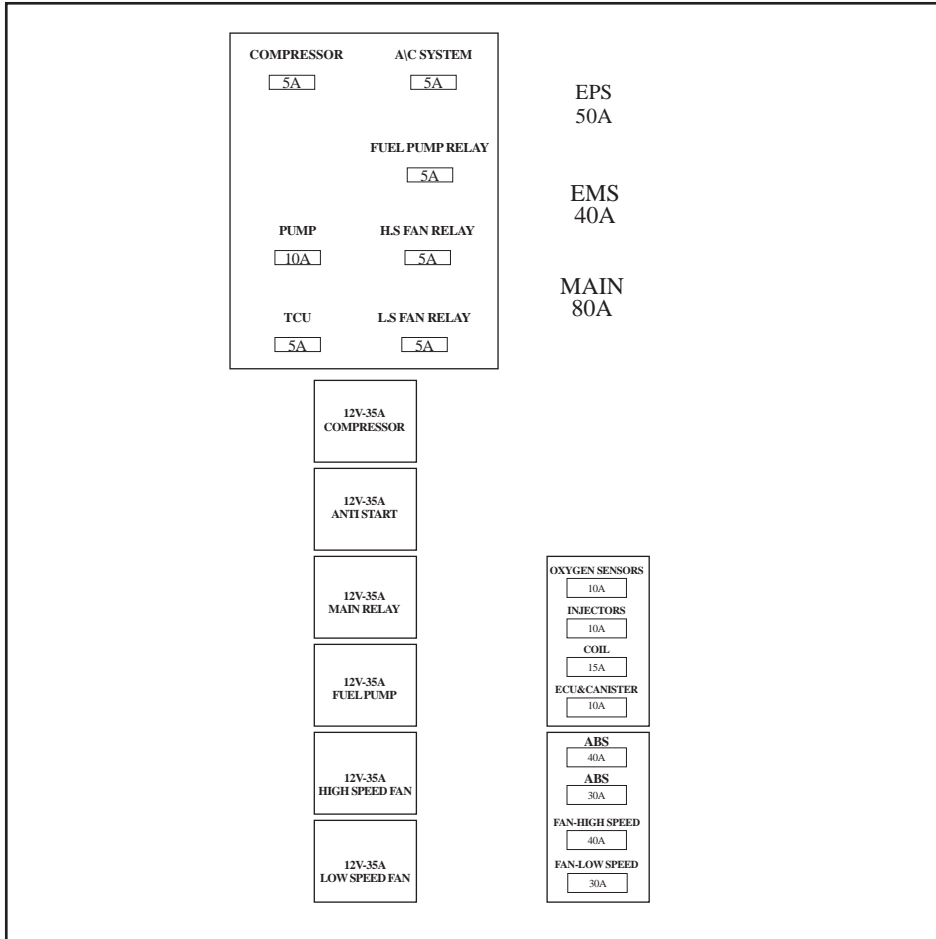 COMPRESSOR A\C SYSTEM
5A 5A
FUEL PUMP RELAY
5A
PUMP H.S FAN RELAY
10A 5A
TCU L.S FAN RELAY
5A 5A
EPS
50A
EMS
40A
MAIN
80A
12V-35A
COMPRESSOR
12V-35A
ANTI START
12V-35A
MAIN RELAY
12V-35A
FUEL PUMP
12V-35A
HIGH SPEED FAN
12V-35A
LOW SPEED FAN
OXYGEN SENSORS
10A
INJECTORS
10A
COIL
15A
ECU&CANISTER
10A
ABS
40A
ABS
30A
FAN-HIGH SPEED
40A
FAN-LOW SPEED
30A